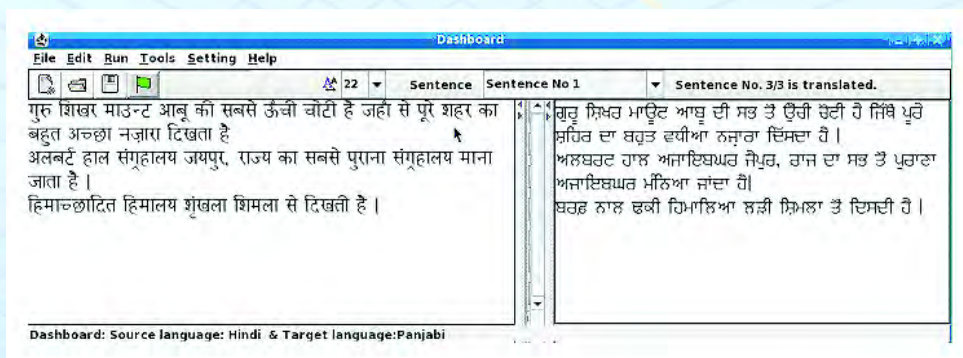 Dashboard
File Edit Run Tools Setting Help
22 Sentence Sentence No 1 Sentence No. 3/3 is translated.
गुरु शिखर माउन्ट आबू की सबसे ऊँची चोटी है जहाँ से पूरे शहर का
बहुत अच्छा नज़ारा दिखता है
अलबर्ट हाल संग्रहालय जयपुर, राज्य का सबसे पुराना संग्रहालय माना
जाता है |
हिमाच्छादित हिमालय शृंखला शिमला से दिखती है |
ਗੁਰੂ ਸ਼ਿਖਰ ਮਾਊਂਟ ਆਬੂ ਦੀ ਸਭ ਤੋਂ ਉਚੀ ਚੋਟੀ ਹੈ ਜਿੱਥੋਂ ਪੂਰੇ
ਸ਼ਹਿਰ ਦਾ ਬਹੁਤ ਵਧੀਆ ਨਜ਼ਾਰਾ ਦਿੱਸਦਾ ਹੈ |
ਅਲਬਰਟ ਹਾਲ ਅਜਾਇਬਘਰ ਜੈਪੁਰ, ਰਾਜ ਦਾ ਸਭ ਤੋਂ ਪੁਰਾਣਾ
ਅਜਾਇਬਘਰ ਮੰਨਿਆ ਜਾਂਦਾ ਹੈ|
ਬਰਫ਼ ਨਾਲ ਢਕੀ ਹਿਮਾਲਿਆ ਲੜੀ ਸ਼ਿਮਲਾ ਤੋਂ ਦਿਸਦੀ ਹੈ |
Dashboard: Source language: Hindi & Target language:Panjabi